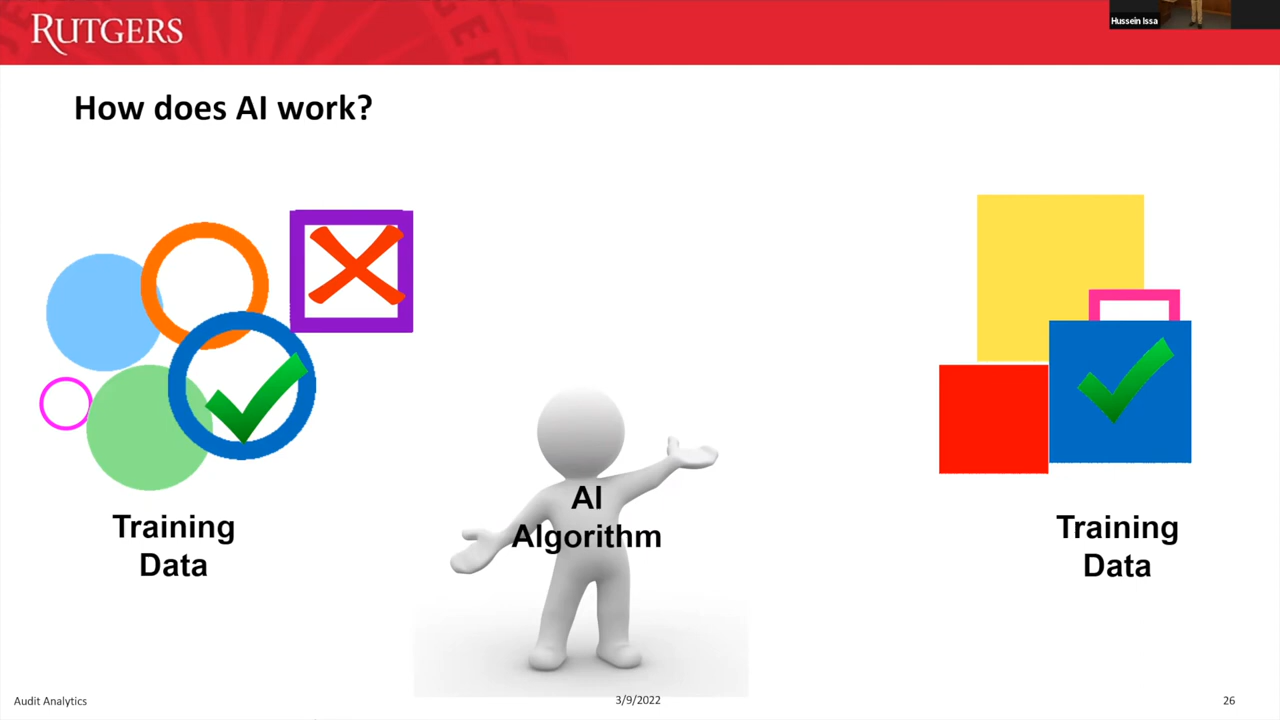 RUTGERS
Hussein Issa
How does AI work?
Training
Data
AI
Algorithm
Training
Data
Audit Analytics
3/9/2022
26